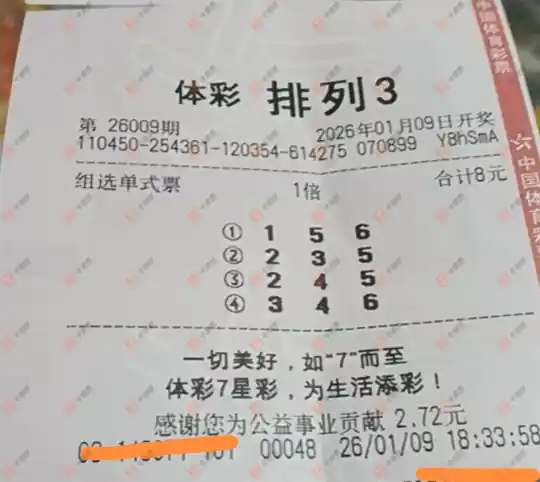 中国体育彩票
体彩 排列3
第 26009期 2026年01月09日开奖
110450-254361-120354-614275 070899 Y8hSmA
组选单式票 1倍 合计8元
① 1 5 6
② 2 3 5
③ 2 4 5
④ 3 4 6
中国体育彩
一切美好，如“7”而至
体彩7星彩，为生活添彩！
感谢您为公益事业贡献 2.72元
00048 26/01/09 18:33:58